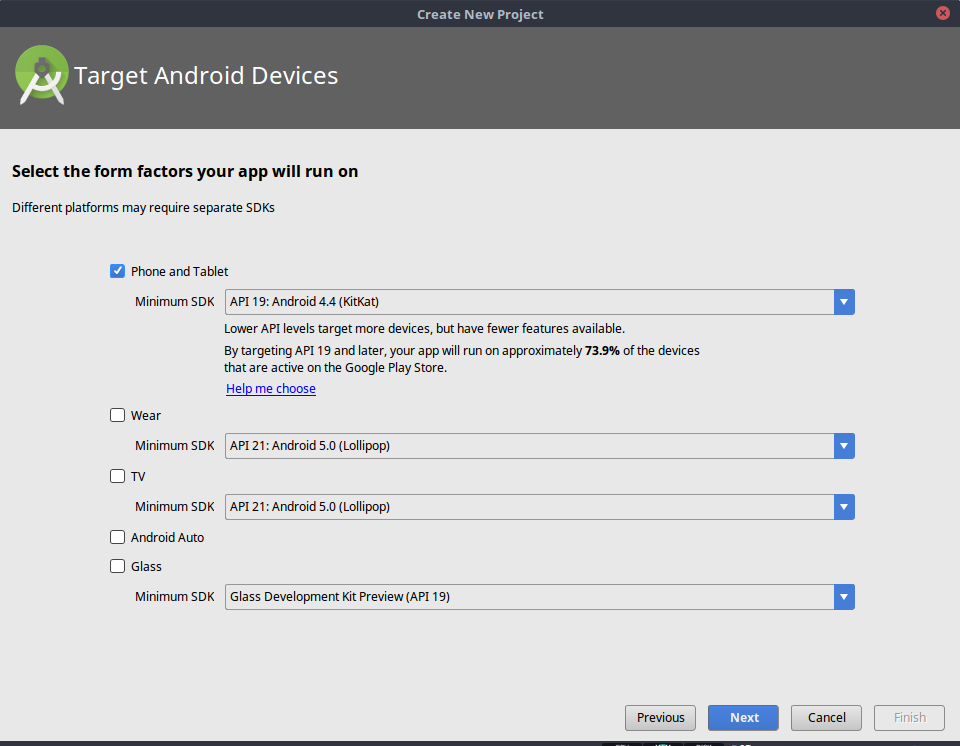 Create New Project
Target Android Devices
Select the form factors your app will run on
Different platforms may require separate SDKs
Phone and Tablet
Minimum SDK API 19: Android 4.4 (KitKat)
Lower API levels target more devices, but have fewer features available.
By targeting API 19 and later, your app will run on approximately 73.9% of the devices
that are active on the Google Play Store.
Help me choose
Wear
Minimum SDK API 21: Android 5.0 (Lollipop)
TV
Minimum SDK API 21: Android 5.0 (Lollipop)
Android Auto
Glass
Minimum SDK Glass Development Kit Preview (API 19)
Previous Next Cancel Finish